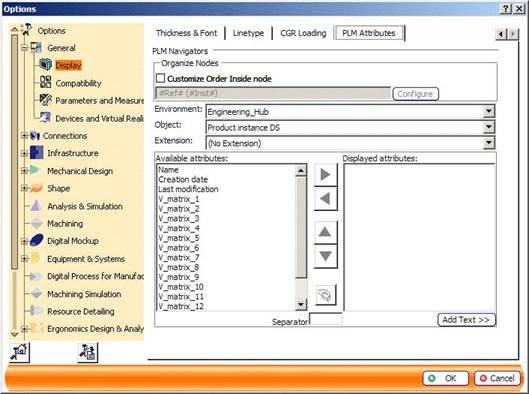 Options
Options
General
Display
Compatibility
Parameters and Measure
Devices and Virtual Reali
Connections
Infrastructure
Mechanical Design
Shape
Analysis & Simulation
Machining
Digital Mockup
Equipment & Systems
Digital Process for Manufac
Machining Simulation
Resource Detailing
Ergonomics Design & Analy
Thickness & Font Linetype CGR Loading PLM Attributes
PLM Navigators
Organize Nodes
Customize Order Inside node
#Ref# (#Inst#) Configure
Environment: Engineering_Hub
Object: Product instance DS
Extension: (No Extension)
Available attributes: Displayed attributes:
Name
Creation date
Last modification
V_matrix_1
V_matrix_2
V_matrix_3
V_matrix_4
V_matrix_5
V_matrix_6
V_matrix_7
V_matrix_8
V_matrix_9
V_matrix_10
V_matrix_11
V_matrix_12
Separator Add Text >>
OK Cancel